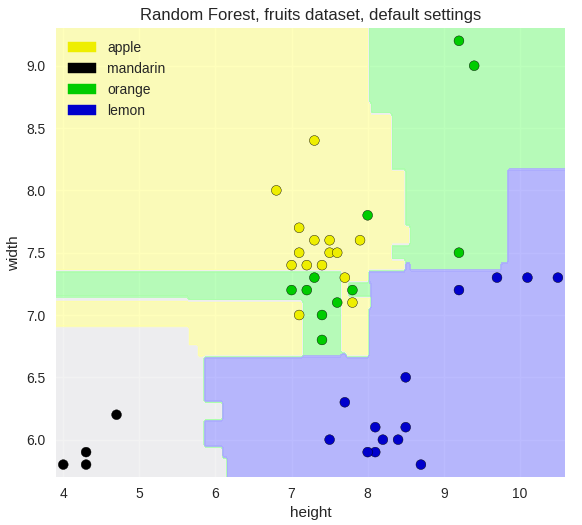 Random Forest, fruits dataset, default settings
apple
mandarin
orange
lemon
9.0
8.5
8.0
7.5
7.0
6.5
6.0
width
4 5 6 7 8 9 10
height